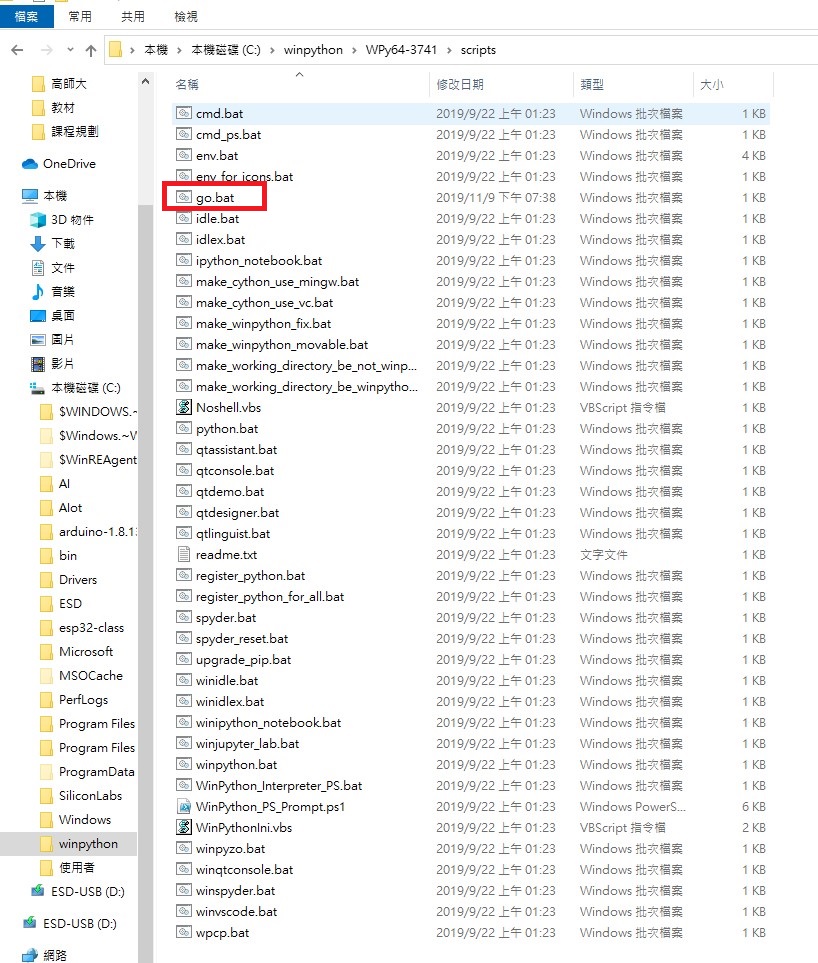 檔案 常用 共用 檢視
本機 本機磁碟 (C:) winpython WPy64-3741 scripts
高師大
教材
課程規劃
OneDrive
本機
3D 物件
下載
文件
音樂
桌面
圖片
影片
本機磁碟 (C:)
$WINDOWS.~
$Windows.~W
$WinREAgent
AI
AIot
arduino-1.8.13
bin
Drivers
ESD
esp32-class
Microsoft
MSOCache
PerfLogs
Program Files
Program Files
ProgramData
SiliconLabs
Windows
winpython
使用者
ESD-USB (D:)
ESD-USB (D:)
網路
名稱 修改日期 類型 大小
cmd.bat 2019/9/22 上午 01:23 Windows 批次檔案 1 KB
cmd_ps.bat 2019/9/22 上午 01:23 Windows 批次檔案 1 KB
env.bat 2019/9/22 上午 01:23 Windows 批次檔案 4 KB
env_for_icons.bat 2019/9/22 上午 01:23 Windows 批次檔案 1 KB
go.bat 2019/11/9 下午 07:38 Windows 批次檔案 1 KB
idle.bat 2019/9/22 上午 01:23 Windows 批次檔案 1 KB
idlex.bat 2019/9/22 上午 01:23 Windows 批次檔案 1 KB
ipython_notebook.bat 2019/9/22 上午 01:23 Windows 批次檔案 1 KB
make_cython_use_mingw.bat 2019/9/22 上午 01:23 Windows 批次檔案 1 KB
make_cython_use_vc.bat 2019/9/22 上午 01:23 Windows 批次檔案 1 KB
make_winpython_fix.bat 2019/9/22 上午 01:23 Windows 批次檔案 1 KB
make_winpython_movable.bat 2019/9/22 上午 01:23 Windows 批次檔案 1 KB
make_working_directory_be_not_winp... 2019/9/22 上午 01:23 Windows 批次檔案 1 KB
make_working_directory_be_winpytho... 2019/9/22 上午 01:23 Windows 批次檔案 1 KB
Noshell.vbs 2019/9/22 上午 01:23 VBScript 指令檔 1 KB
python.bat 2019/9/22 上午 01:23 Windows 批次檔案 1 KB
qtassistant.bat 2019/9/22 上午 01:23 Windows 批次檔案 1 KB
qtconsole.bat 2019/9/22 上午 01:23 Windows 批次檔案 1 KB
qtdemo.bat 2019/9/22 上午 01:23 Windows 批次檔案 1 KB
qtdesigner.bat 2019/9/22 上午 01:23 Windows 批次檔案 1 KB
qtlinguist.bat 2019/9/22 上午 01:23 Windows 批次檔案 1 KB
readme.txt 2019/9/22 上午 01:23 文字文件 1 KB
register_python.bat 2019/9/22 上午 01:23 Windows 批次檔案 1 KB
register_python_for_all.bat 2019/9/22 上午 01:23 Windows 批次檔案 1 KB
spyder.bat 2019/9/22 上午 01:23 Windows 批次檔案 1 KB
spyder_reset.bat 2019/9/22 上午 01:23 Windows 批次檔案 1 KB
upgrade_pip.bat 2019/9/22 上午 01:23 Windows 批次檔案 1 KB
winidle.bat 2019/9/22 上午 01:23 Windows 批次檔案 1 KB
winidlex.bat 2019/9/22 上午 01:23 Windows 批次檔案 1 KB
winipython_notebook.bat 2019/9/22 上午 01:23 Windows 批次檔案 1 KB
winjupyter_lab.bat 2019/9/22 上午 01:23 Windows 批次檔案 1 KB
winpython.bat 2019/9/22 上午 01:23 Windows 批次檔案 1 KB
WinPython_Interpreter_PS.bat 2019/9/22 上午 01:23 Windows 批次檔案 1 KB
WinPython_PS_Prompt.ps1 2019/9/22 上午 01:23 Windows PowerS... 6 KB
WinPythonIni.vbs 2019/9/22 上午 01:23 VBScript 指令檔 2 KB
winpyzo.bat 2019/9/22 上午 01:23 Windows 批次檔案 1 KB
winqtconsole.bat 2019/9/22 上午 01:23 Windows 批次檔案 1 KB
winspyder.bat 2019/9/22 上午 01:23 Windows 批次檔案 1 KB
winvscode.bat 2019/9/22 上午 01:23 Windows 批次檔案 1 KB
wpcp.bat 2019/9/22 上午 01:23 Windows 批次檔案 1 KB